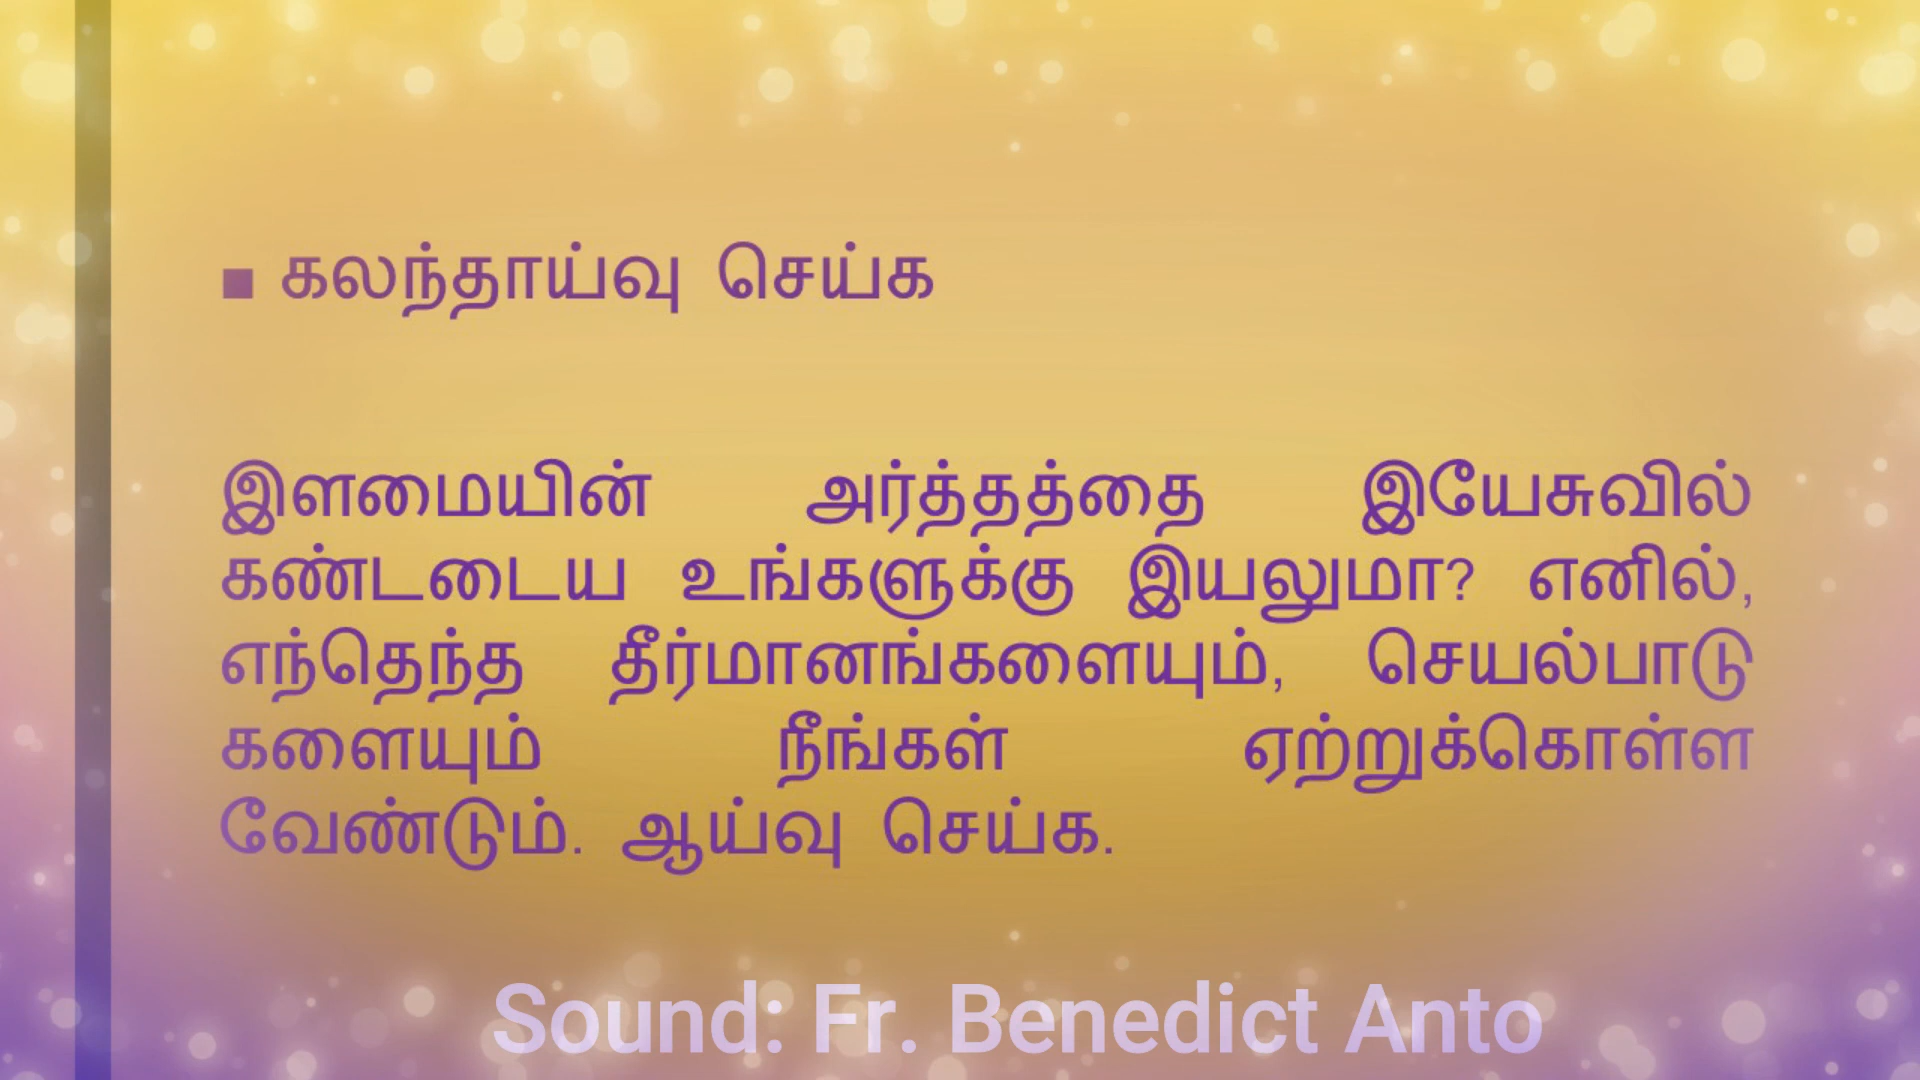 ▪ கலந்தாய்வு செய்க
இளமையின் அர்த்தத்தை இயேசுவில்
கண்டடைய உங்களுக்கு இயலுமா? எனில்,
எந்தெந்த தீர்மானங்களையும், செயல்பாடு
களையும் நீங்கள் ஏற்றுக்கொள்ள
வேண்டும். ஆய்வு செய்க.
Sound: Fr. Benedict Anto